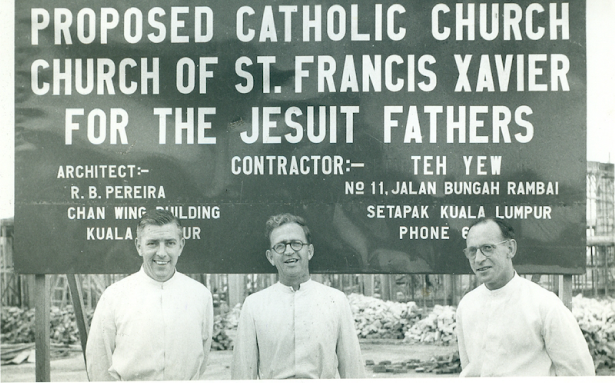 PROPOSED CATHOLIC CHURCH
CHURCH OF ST. FRANCIS XAVIER
FOR THE JESUIT FATHERS
ARCHITECT:-
R. B. PEREIRA
CHAN WING BUILDING
KUALA
CONTRACTOR:- TEH YEW
Nº 11, JALAN BUNGAH RAMBAI
SETAPAK KUALA LUMPUR
PHONE